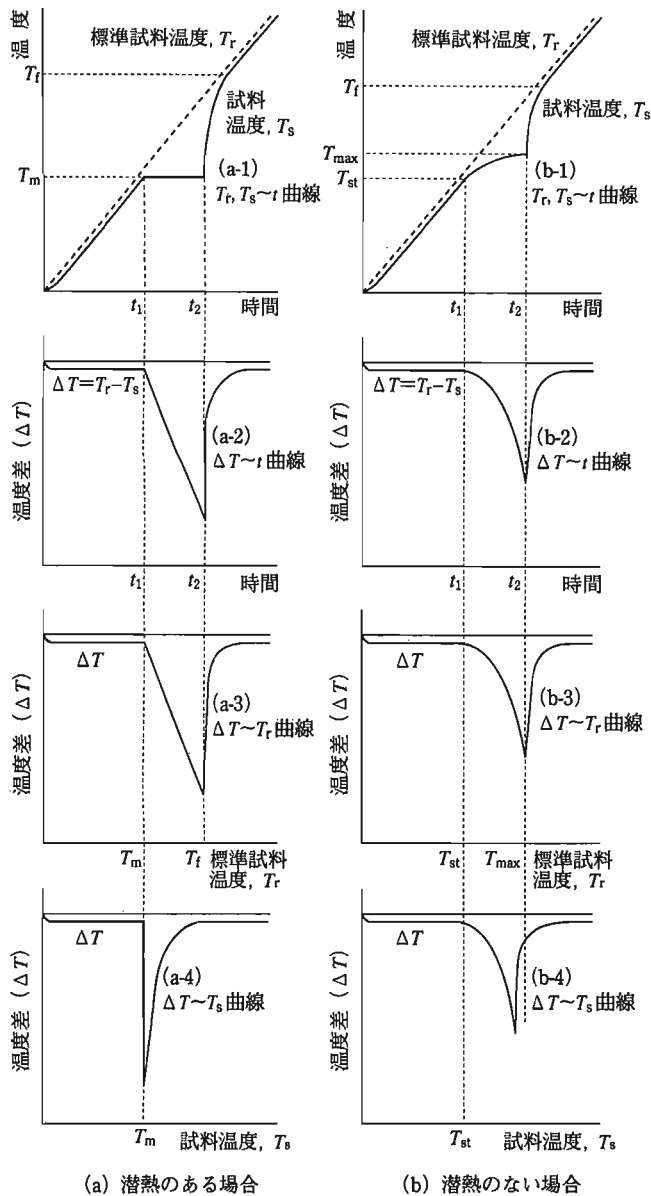 温度
標準試料温度, Tr
Tf
試料
温度, Ts
Tm
(a-1)
Tr, Ts～t 曲線
t1
t2
時間
温度差 (ΔT)
ΔT=Tr−Ts
(a-2)
ΔT～t 曲線
t1
t2
時間
温度差 (ΔT)
ΔT
(a-3)
ΔT～Tr 曲線
Tm
Tf
標準試料
温度, Tr
温度差 (ΔT)
ΔT
(a-4)
ΔT～Ts 曲線
Tm
試料温度, Ts
(a) 潜熱のある場合
温度
標準試料温度, Tr
Tf
試料温度, Ts
Tmax
Tst
(b-1)
Tr, Ts～t 曲線
t1
t2
時間
温度差 (ΔT)
ΔT=Tr−Ts
(b-2)
ΔT～t 曲線
t1
t2
時間
温度差 (ΔT)
ΔT
(b-3)
ΔT～Tr 曲線
Tst
Tmax
標準試料
温度, Tr
温度差 (ΔT)
ΔT
(b-4)
ΔT～Ts 曲線
Tst
試料温度, Ts
(b) 潜熱のない場合